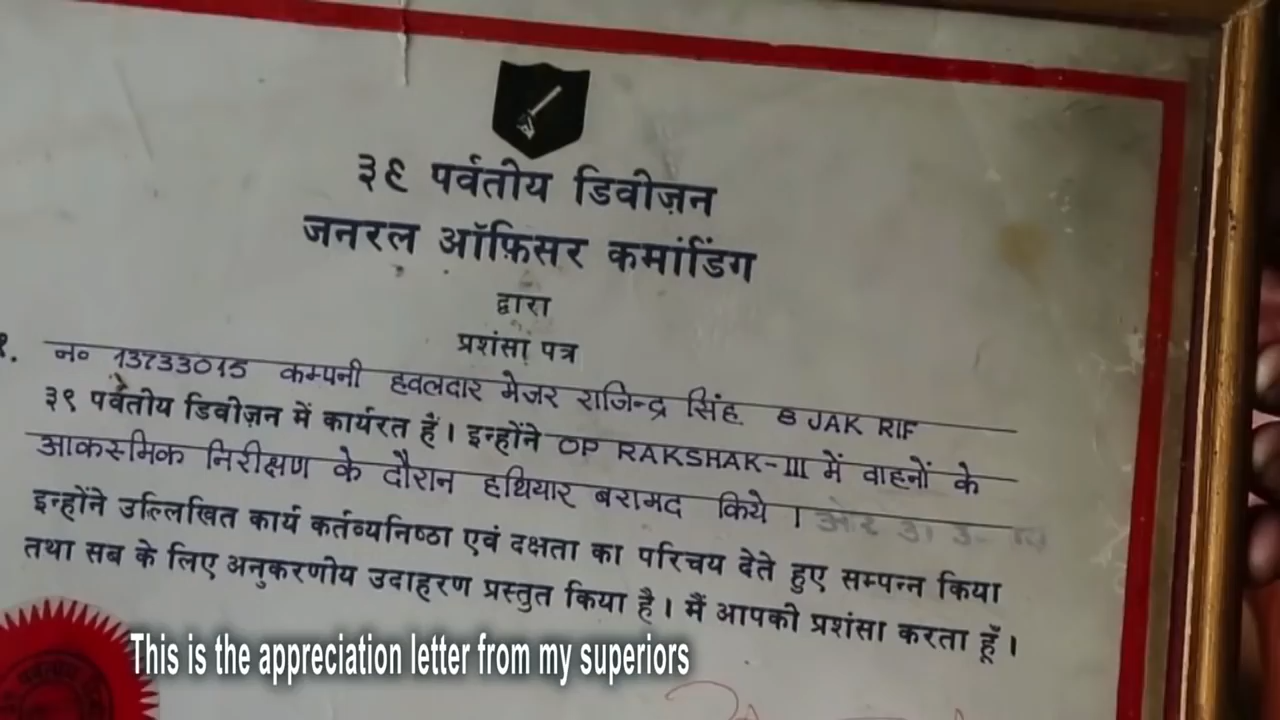 ३९ पर्वतीय डिवीज़न
जनरल ऑफ़िसर कमांडिंग
द्वारा
प्रशंसा पत्र
१. न० 13733015 कम्पनी हवलदार मेजर राजिन्द्र सिंह 8 JAK RIF
३९ पर्वतीय डिवीज़न में कार्यरत हैं। इन्होंने OP RAKSHAK-III में वाहनों के
आकस्मिक निरीक्षण के दौरान हथियार बरामद किये । और
इन्होंने उल्लिखित कार्य कर्तव्यनिष्ठा एवं दक्षता का परिचय देते हुए सम्पन्न किया
तथा सब के लिए अनुकरणीय उदाहरण प्रस्तुत किया है। मैं आपकी प्रशंसा करता हूँ।
This is the appreciation letter from my superiors